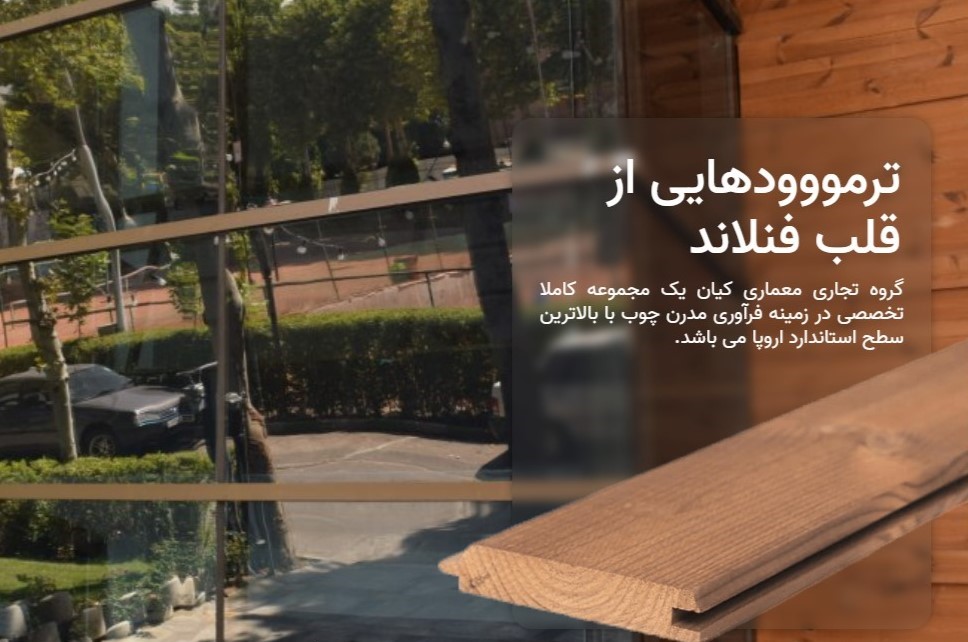 ترمووودهایی از
قلب فنلاند
گروه تجاری معماری کیان یک مجموعه کاملا
تخصصی در زمینه فرآوری مدرن چوب با بالاترین
سطح استاندارد اروپا می باشد.